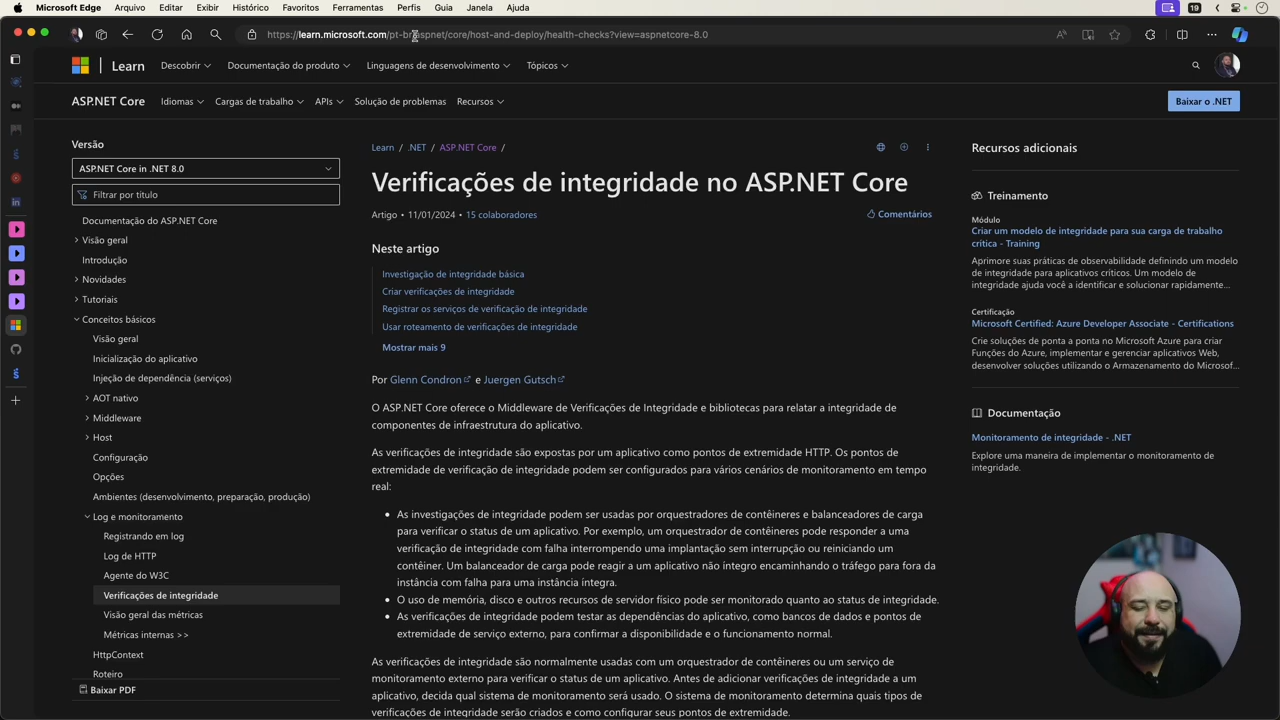 Microsoft Edge Arquivo Editar Exibir Histórico Favoritos Ferramentas Perfis Guia Janela Ajuda
19
https://learn.microsoft.com/pt-br/aspnet/core/host-and-deploy/health-checks?view=aspnetcore-8.0
Learn Descobrir Documentação do produto Linguagens de desenvolvimento Tópicos
ASP.NET Core Idiomas Cargas de trabalho APIs Solução de problemas Recursos Baixar o .NET
Versão
ASP.NET Core in .NET 8.0
Filtrar por título
Documentação do ASP.NET Core
Visão geral
Introdução
Novidades
Tutoriais
Conceitos básicos
Visão geral
Inicialização do aplicativo
Injeção de dependência (serviços)
AOT nativo
Middleware
Host
Configuração
Opções
Ambientes (desenvolvimento, preparação, produção)
Log e monitoramento
Registrando em log
Log de HTTP
Agente do W3C
Verificações de integridade
Visão geral das métricas
Métricas internas >>
HttpContext
Roteiro
Baixar PDF
Learn / .NET / ASP.NET Core /
Verificações de integridade no ASP.NET Core
Artigo • 11/01/2024 • 15 colaboradores
Comentários
Neste artigo
Investigação de integridade básica
Criar verificações de integridade
Registrar os serviços de verificação de integridade
Usar roteamento de verificações de integridade
Mostrar mais 9
Por Glenn Condron e Juergen Gutsch
O ASP.NET Core oferece o Middleware de Verificações de Integridade e bibliotecas para relatar a integridade de
componentes de infraestrutura do aplicativo.
As verificações de integridade são expostas por um aplicativo como pontos de extremidade HTTP. Os pontos de
extremidade de verificação de integridade podem ser configurados para vários cenários de monitoramento em tempo
real:
• As investigações de integridade podem ser usadas por orquestradores de contêineres e balanceadores de carga
para verificar o status de um aplicativo. Por exemplo, um orquestrador de contêineres pode responder a uma
verificação de integridade com falha interrompendo uma implantação sem interrupção ou reiniciando um
contêiner. Um balanceador de carga pode reagir a um aplicativo não íntegro encaminhando o tráfego para fora da
instância com falha para uma instância íntegra.
• O uso de memória, disco e outros recursos de servidor físico pode ser monitorado quanto ao status de integridade.
• As verificações de integridade podem testar as dependências do aplicativo, como bancos de dados e pontos de
extremidade de serviço externo, para confirmar a disponibilidade e o funcionamento normal.
As verificações de integridade são normalmente usadas com um orquestrador de contêineres ou um serviço de
monitoramento externo para verificar o status de um aplicativo. Antes de adicionar verificações de integridade a um
aplicativo, decida qual sistema de monitoramento será usado. O sistema de monitoramento determina quais tipos de
verificações de integridade serão criados e como configurar seus pontos de extremidade.
Recursos adicionais
Treinamento
Módulo
Criar um modelo de integridade para sua carga de trabalho
crítica - Training
Aprimore suas práticas de observabilidade definindo um modelo
de integridade para aplicativos críticos. Um modelo de
integridade ajuda você a identificar e solucionar rapidamente...
Certificação
Microsoft Certified: Azure Developer Associate - Certifications
Crie soluções de ponta a ponta no Microsoft Azure para criar
Funções do Azure, implementar e gerenciar aplicativos Web,
desenvolver soluções utilizando o Armazenamento do Microsof...
Documentação
Monitoramento de integridade - .NET
Explore uma maneira de implementar o monitoramento de
integridade.